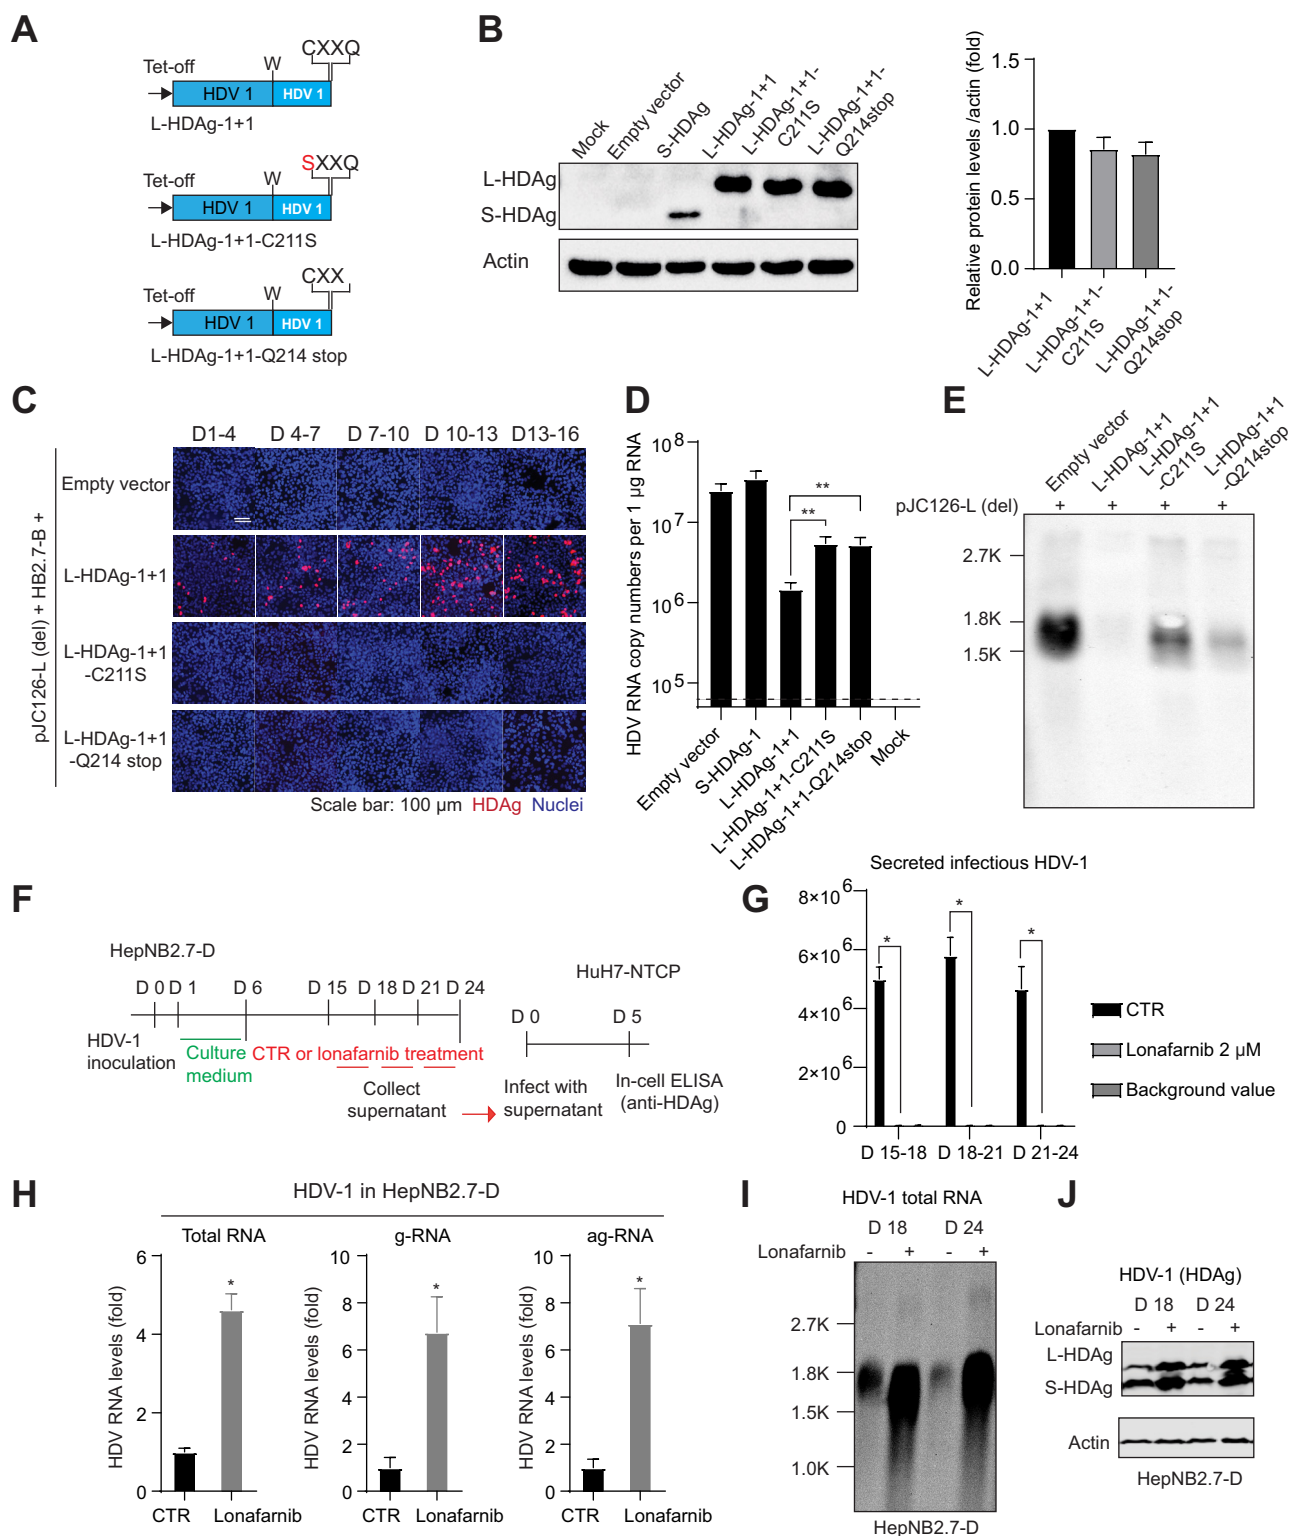 A
CXXQ
Tet-off
W
HDV 1
HDV 1
L-HDAg-1+1
SXXQ
Tet-off
W
HDV 1
HDV 1
L-HDAg-1+1-C211S
CXX
Tet-off
W
HDV 1
HDV 1
L-HDAg-1+1-Q214 stop
B
Mock
Empty vector
S-HDAg
L-HDAg-1+1
L-HDAg-1+1-
C211S
L-HDAg-1+1-
Q214stop
L-HDAg
S-HDAg
Actin
Relative protein levels /actin (fold)
1.5
1.0
0.5
0.0
L-HDAg-1+1
L-HDAg-1+1-
C211S
L-HDAg-1+1-
Q214stop
C
D1-4
D 4-7
D 7-10
D 10-13
D13-16
pJC126-L (del) + HB2.7-B +
Empty vector
L-HDAg-1+1
L-HDAg-1+1
-C211S
L-HDAg-1+1
-Q214 stop
Scale bar: 100 µm HDAg Nuclei
D
HDV RNA copy numbers per 1 µg RNA
10^8
10^7
10^6
10^5
**
**
Empty vector
S-HDAg-1
L-HDAg-1+1
L-HDAg-1+1-C211S
L-HDAg-1+1-Q214stop
Mock
E
Empty vector
L-HDAg-1+1
L-HDAg-1+1
-C211S
L-HDAg-1+1
-Q214stop
pJC126-L (del) + + + +
2.7K
1.8K
1.5K
F
HepNB2.7-D
D 0 D 1 D 6 D 15 D 18 D 21 D 24
HDV-1
inoculation
Culture
medium
CTR or lonafarnib treatment
Collect
supernatant
HuH7-NTCP
D 0 D 5
Infect with
supernatant
In-cell ELISA
(anti-HDAg)
G
Secreted infectious HDV-1
8×10^6
6×10^6
4×10^6
2×10^6
0
*
*
*
D 15-18 D 18-21 D 21-24
CTR
Lonafarnib 2 µM
Background value
H
HDV-1 in HepNB2.7-D
Total RNA
HDV RNA levels (fold)
6
4
2
0
*
CTR Lonafarnib
g-RNA
HDV RNA levels (fold)
10
8
6
4
2
0
*
CTR Lonafarnib
ag-RNA
HDV RNA levels (fold)
10
8
6
4
2
0
*
CTR Lonafarnib
I
HDV-1 total RNA
D 18 D 24
Lonafarnib - + - +
2.7K
1.8K
1.5K
1.0K
HepNB2.7-D
J
HDV-1 (HDAg)
D 18 D 24
Lonafarnib - + - +
L-HDAg
S-HDAg
Actin
HepNB2.7-D